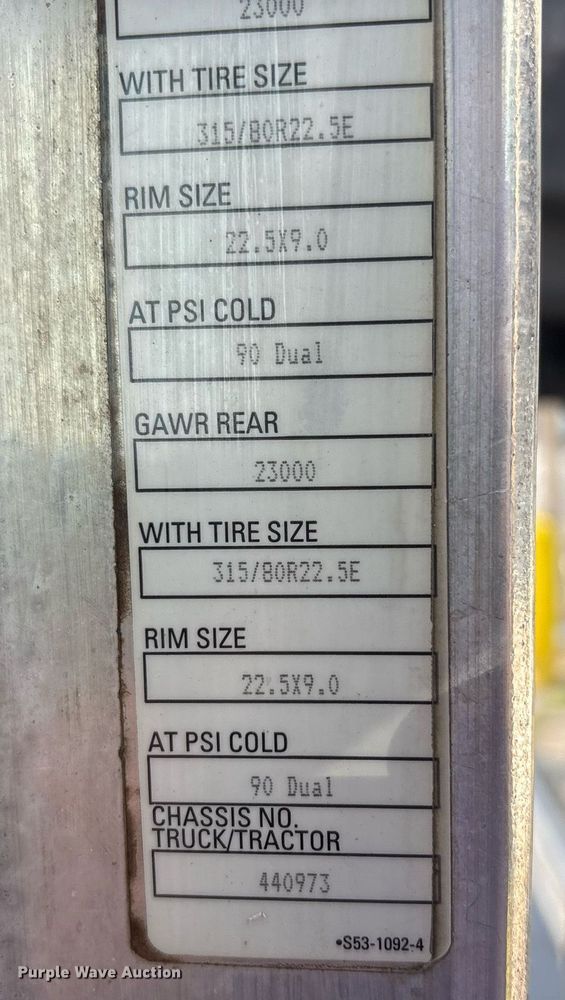 23000
WITH TIRE SIZE
315/80R22.5E
RIM SIZE
22.5X9.0
AT PSI COLD
90 Dual
GAWR REAR
23000
WITH TIRE SIZE
315/80R22.5E
RIM SIZE
22.5X9.0
AT PSI COLD
90 Dual
CHASSIS NO.
TRUCK/TRACTOR
440973
•S53-1092-4
Purple Wave Auction